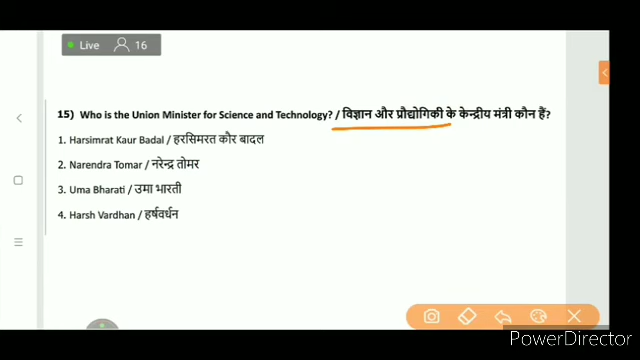 Live 16
15) Who is the Union Minister for Science and Technology? / विज्ञान और प्रौद्योगिकी के केन्द्रीय मंत्री कौन हैं?
1. Harsimrat Kaur Badal / हरसिमरत कौर बादल
2. Narendra Tomar / नरेन्द्र तोमर
3. Uma Bharati / उमा भारती
4. Harsh Vardhan / हर्षवर्धन
PowerDirector